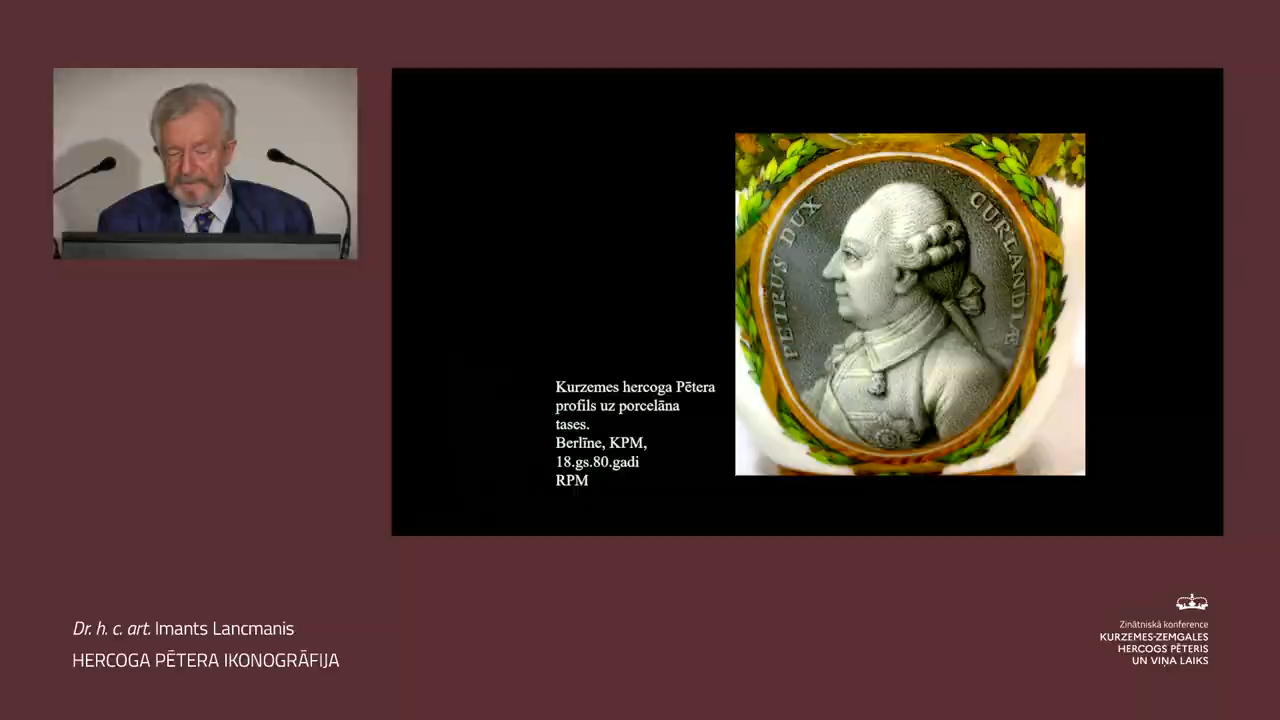 PETRUS DUX CURLANDIÆ
Kurzemes hercoga Pētera
profils uz porcelāna
tases.
Berlīne, KPM,
18.gs.80.gadi
RPM
Dr. h. c. art. Imants Lancmanis
HERCOGA PĒTERA IKONOGRĀFIJA
Zinātniskā konference
KURZEMES-ZEMGALES
HERCOGS PĒTERIS
UN VIŅA LAIKS